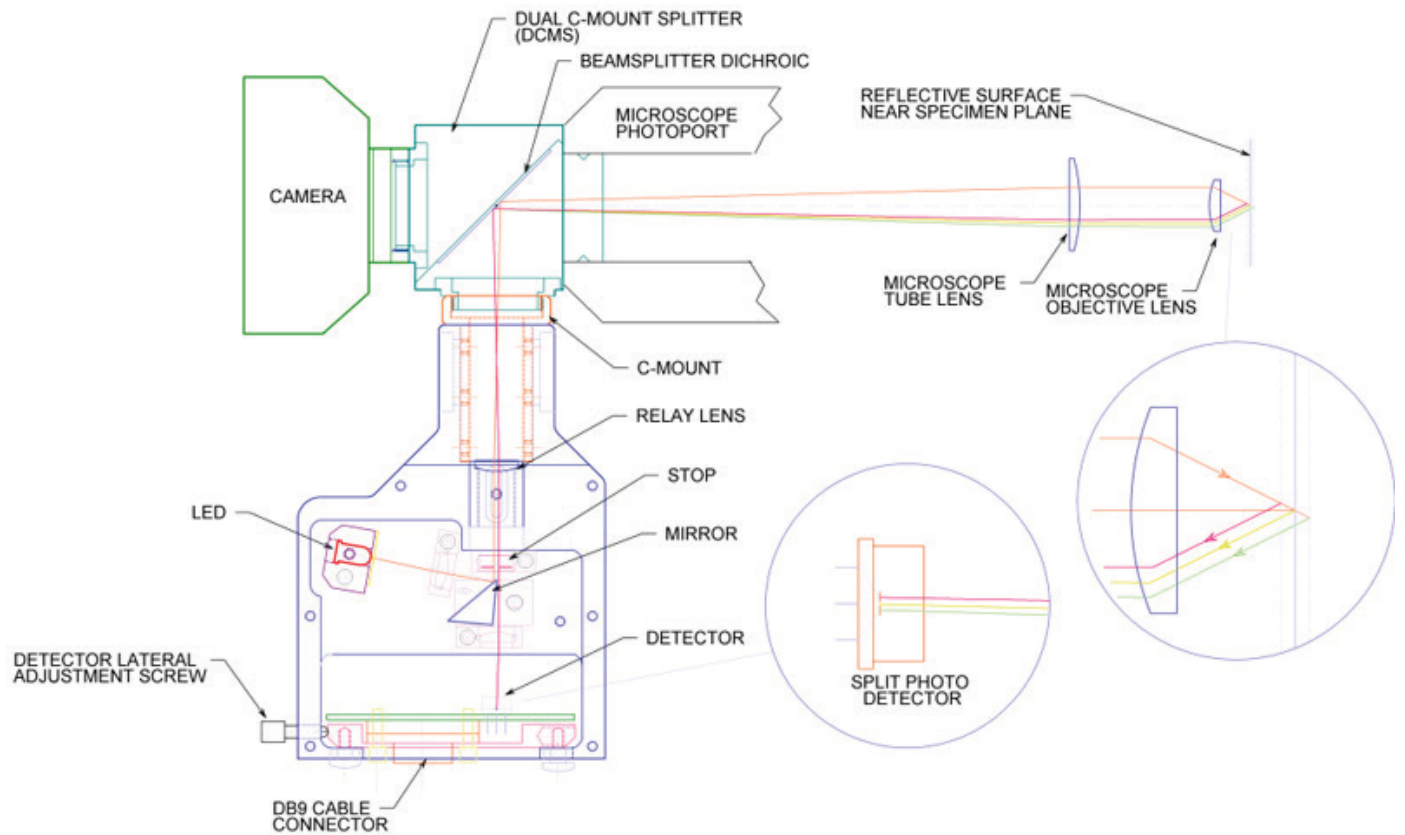 DUAL C-MOUNT SPLITTER
(DCMS)
BEAMSPLITTER DICHROIC
MICROSCOPE
PHOTOPORT
REFLECTIVE SURFACE
NEAR SPECIMEN PLANE
CAMERA
MICROSCOPE
TUBE LENS
MICROSCOPE
OBJECTIVE LENS
C-MOUNT
RELAY LENS
STOP
LED
MIRROR
DETECTOR
DETECTOR LATERAL
ADJUSTMENT SCREW
SPLIT PHOTO
DETECTOR
DB9 CABLE
CONNECTOR